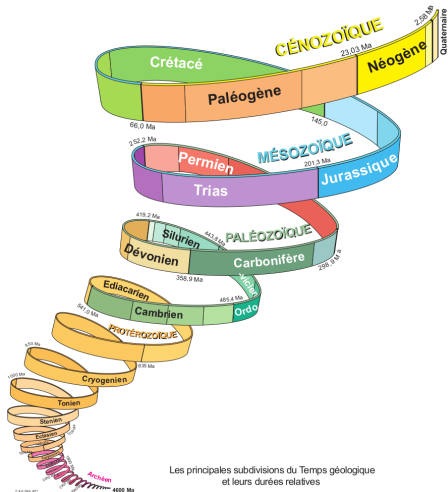 2,58 Ma
Quaternaire
CÉNOZOÏQUE
23,03 Ma
Néogène
Crétacé
Paléogène
66,0 Ma
145,0
MÉSOZOÏQUE
252,2 Ma
Permien
201,3 Ma
Jurassique
Trias
PALÉOZOÏQUE
419,2 Ma
Silurien
443,8 Ma
Dévonien
Carbonifère
298,9 Ma
358,9 Ma
vicien
Ediacarien
485,4 Ma
541,0 Ma
Cambrien
Ordo
PROTÉROZOÏQUE
635 Ma
Cryogenien
1000 Ma
Tonien
Stenien
Ectasien
Archéen
4600 Ma
Les principales subdivisions du Temps géologique
et leurs durées relatives